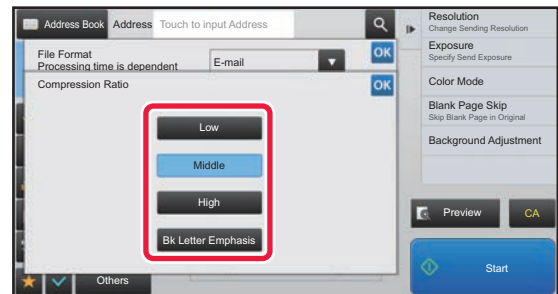 Address Book
Address
Touch to input Address
File Format
Processing time is dependent
E-mail
OK
Compression Ratio
OK
Low
Middle
High
Bk Letter Emphasis
Others
Resolution
Change Sending Resolution
Exposure
Specify Send Exposure
Color Mode
Blank Page Skip
Skip Blank Page in Original
Background Adjustment
Preview
CA
Start